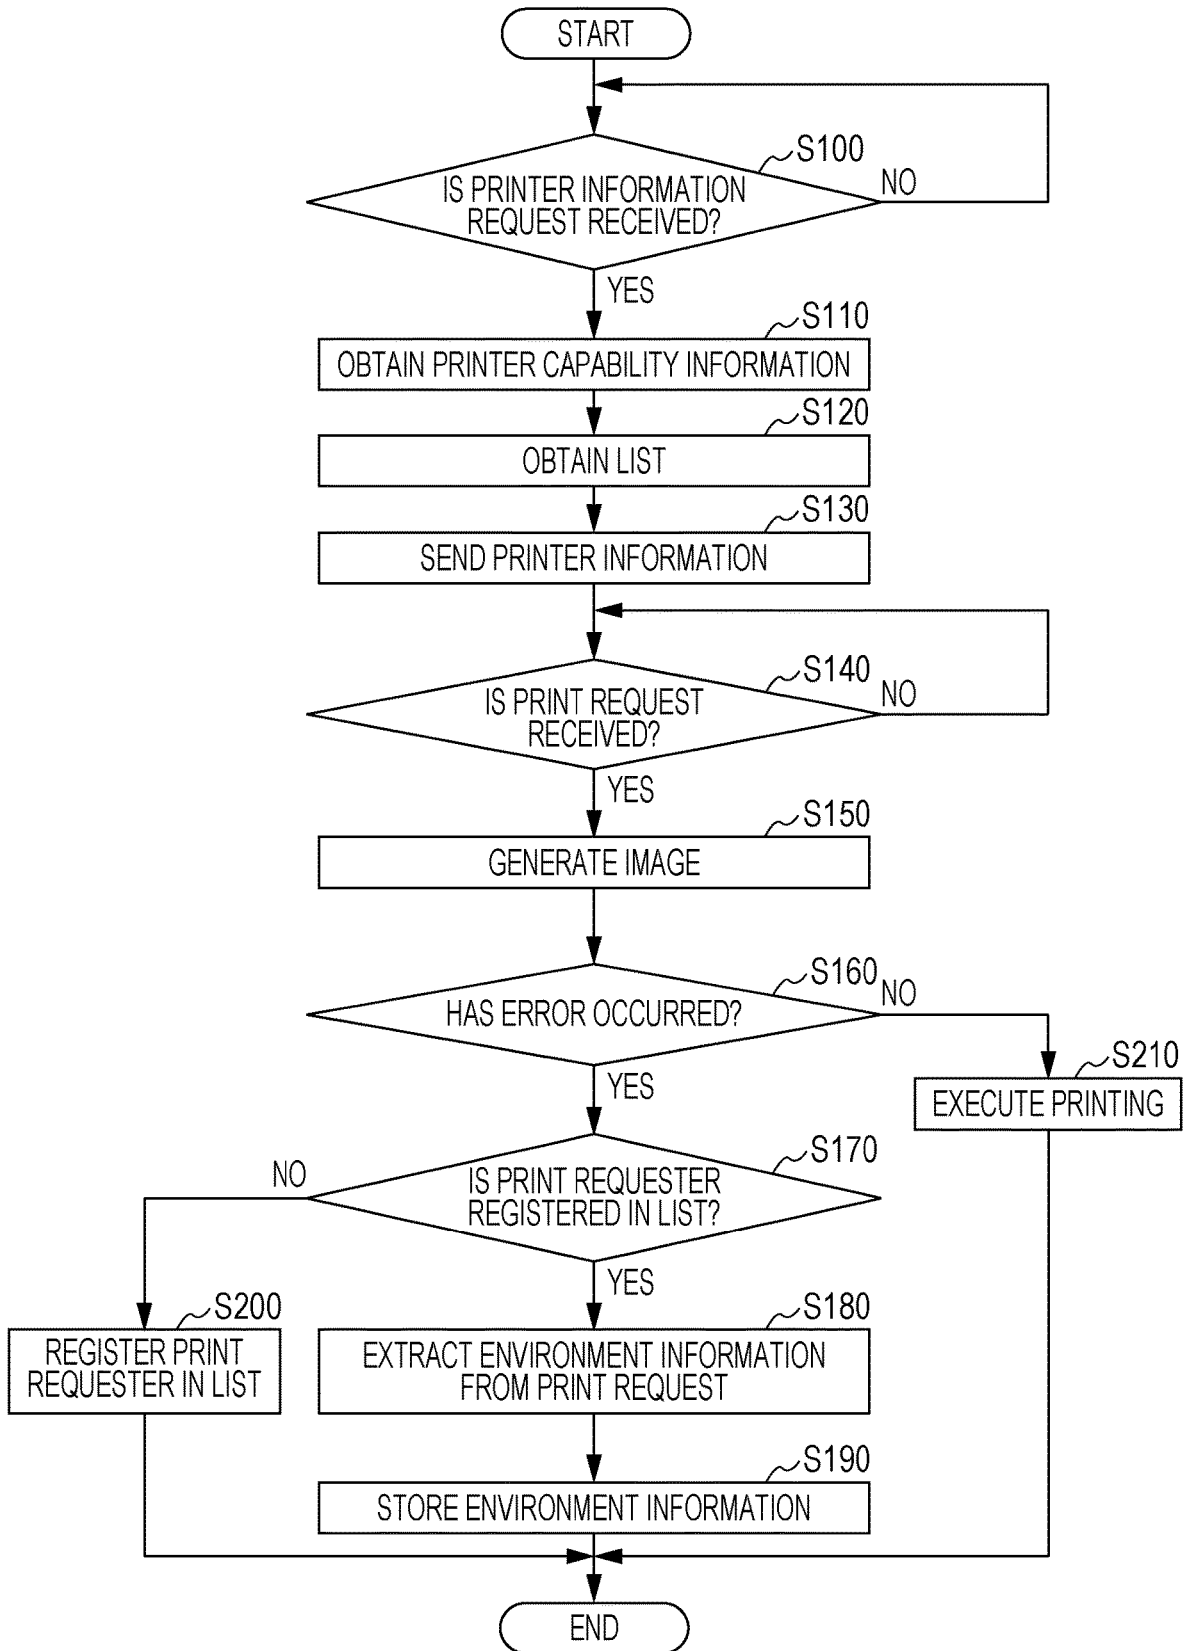 START
S100
IS PRINTER INFORMATION
REQUEST RECEIVED?
NO
YES
S110
OBTAIN PRINTER CAPABILITY INFORMATION
S120
OBTAIN LIST
S130
SEND PRINTER INFORMATION
S140
IS PRINT REQUEST
RECEIVED?
NO
YES
S150
GENERATE IMAGE
S160
HAS ERROR OCCURRED?
NO
YES
S210
EXECUTE PRINTING
S170
IS PRINT REQUESTER
REGISTERED IN LIST?
NO
YES
S200
REGISTER PRINT
REQUESTER IN LIST
S180
EXTRACT ENVIRONMENT INFORMATION
FROM PRINT REQUEST
S190
STORE ENVIRONMENT INFORMATION
END